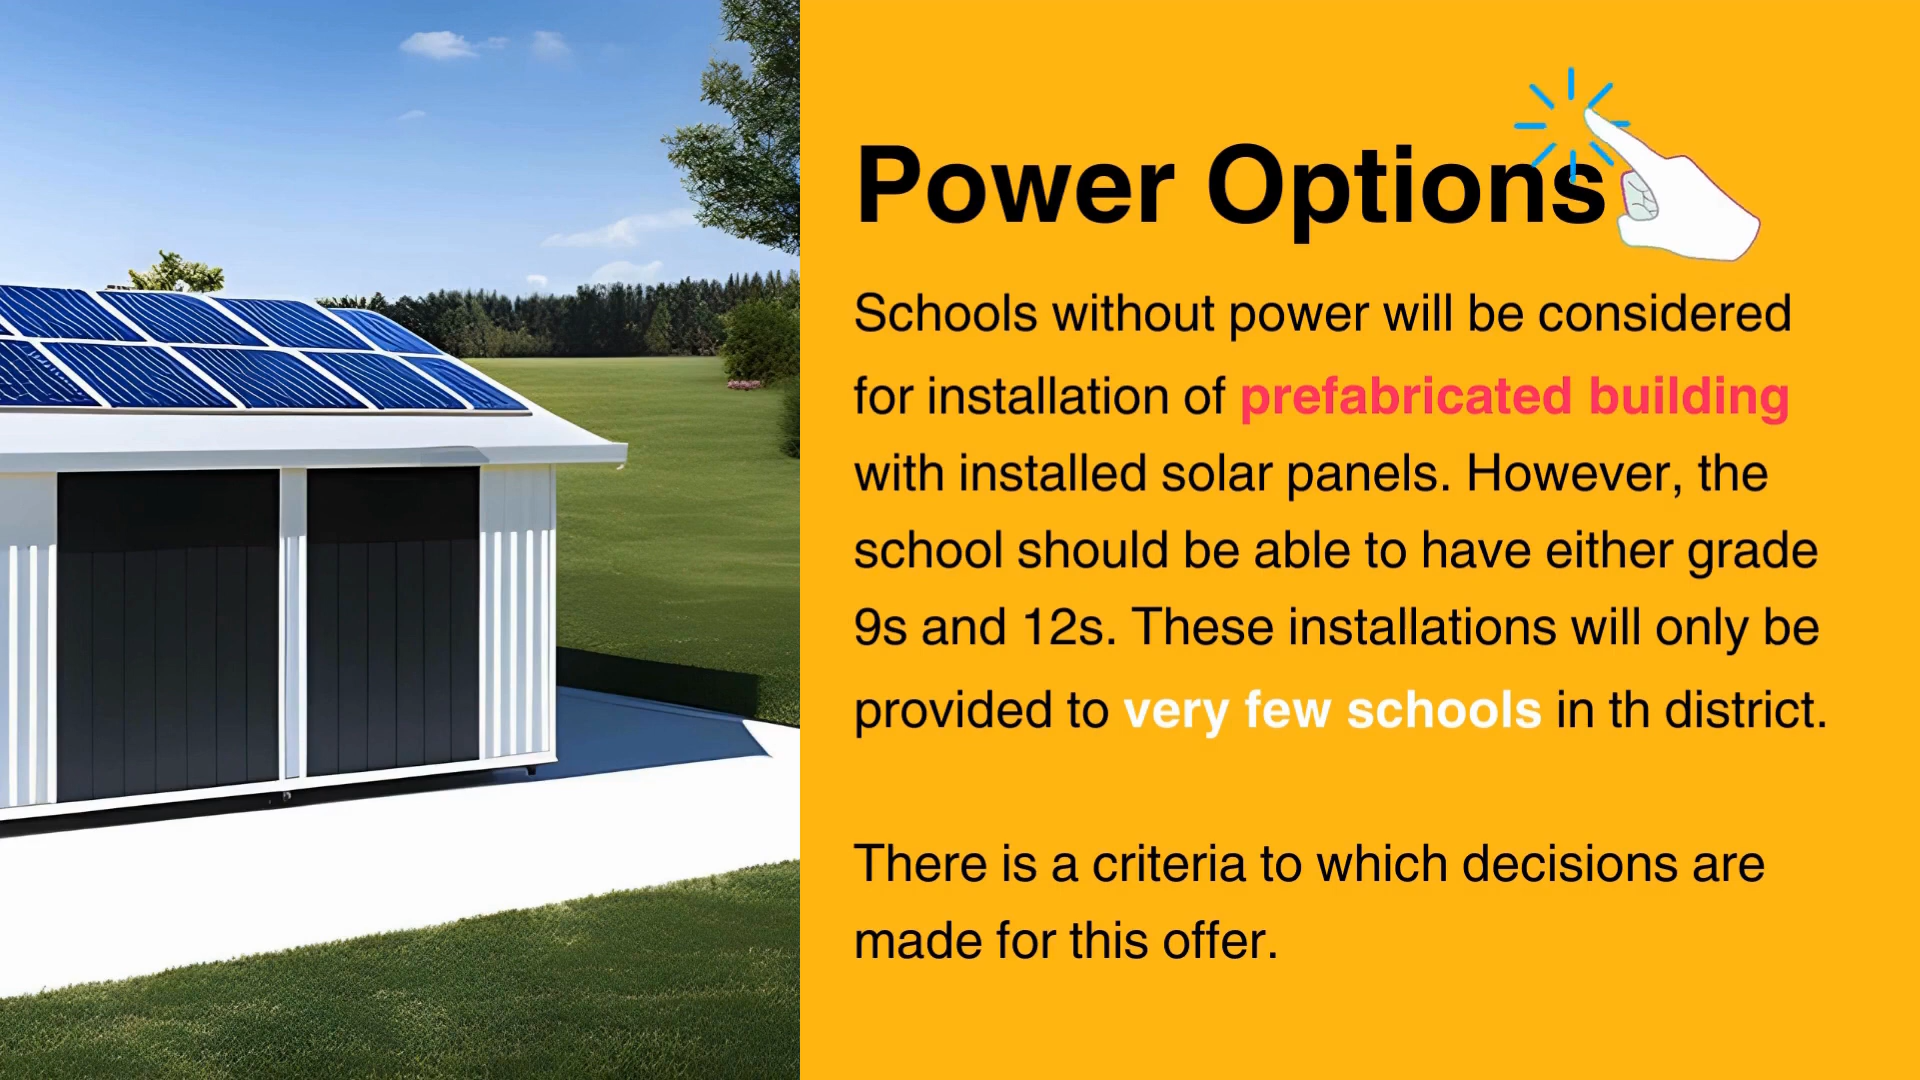 Power Options
Schools without power will be considered
for installation of prefabricated building
with installed solar panels. However, the
school should be able to have either grade
9s and 12s. These installations will only be
provided to very few schools in th district.
There is a criteria to which decisions are
made for this offer.